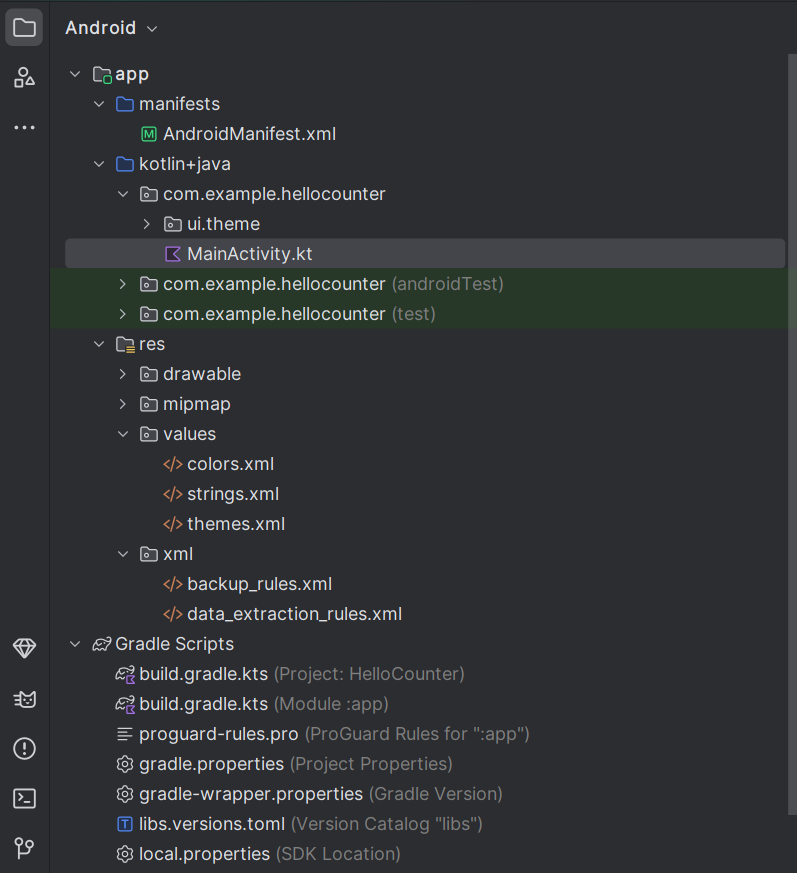 Android
app
manifests
AndroidManifest.xml
kotlin+java
com.example.hellocounter
ui.theme
MainActivity.kt
com.example.hellocounter (androidTest)
com.example.hellocounter (test)
res
drawable
mipmap
values
colors.xml
strings.xml
themes.xml
xml
backup_rules.xml
data_extraction_rules.xml
Gradle Scripts
build.gradle.kts (Project: HelloCounter)
build.gradle.kts (Module :app)
proguard-rules.pro (ProGuard Rules for ":app")
gradle.properties (Project Properties)
gradle-wrapper.properties (Gradle Version)
libs.versions.toml (Version Catalog "libs")
local.properties (SDK Location)